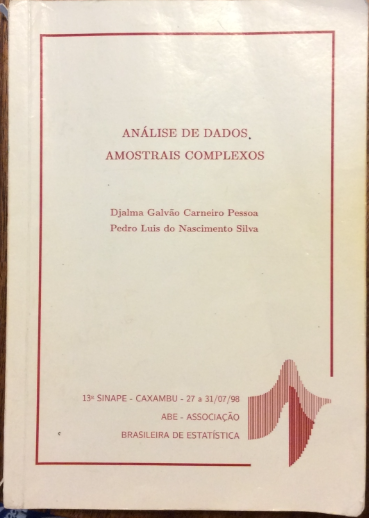 ANÁLISE DE DADOS
AMOSTRAIS COMPLEXOS
Djalma Galvão Carneiro Pessoa
Pedro Luis do Nascimento Silva
13º SINAPE - CAXAMBU - 27 a 31/07/98
ABE - ASSOCIAÇÃO
BRASILEIRA DE ESTATÍSTICA